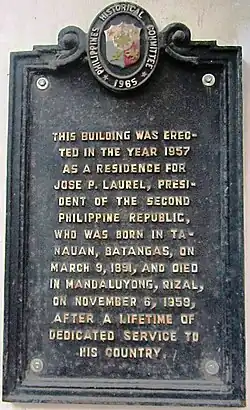 PHILIPPINES HISTORICAL COMMITTEE
1965
THIS BUILDING WAS EREC-
TED IN THE YEAR 1957
AS A RESIDENCE FOR
JOSE P. LAUREL, PRESI-
DENT OF THE SECOND
PHILIPPINE REPUBLIC,
WHO WAS BORN IN TA-
NAUAN, BATANGAS, ON
MARCH 9, 1891, AND DIED
IN MANDALUYONG, RIZAL,
ON NOVEMBER 6, 1959,
AFTER A LIFETIME OF
DEDICATED SERVICE TO
HIS COUNTRY